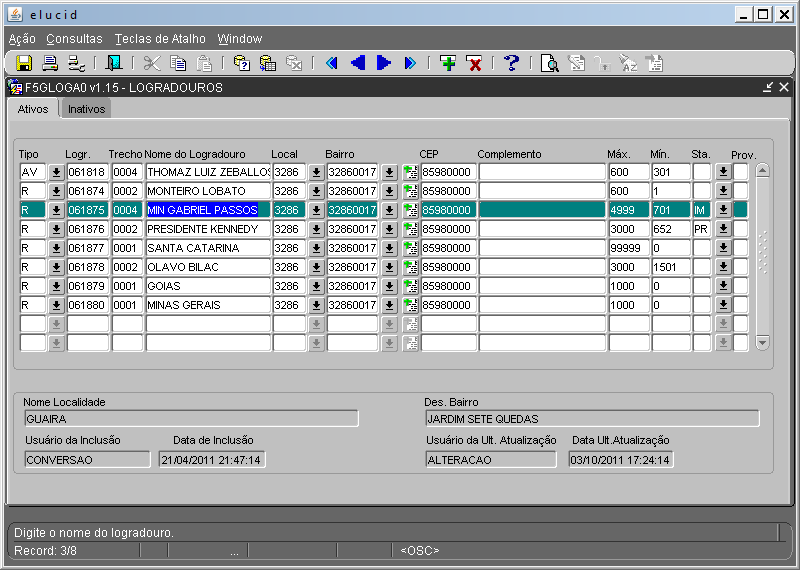 elucid
Ação Consultas Teclas de Atalho Window
F5GLOGA0 v1.15 - LOGRADOUROS
Ativos Inativos
Tipo Logr. Trecho Nome do Logradouro Local Bairro CEP Complemento Máx. Mín. Sta. Prov.
AV 061818 0004 THOMAZ LUIZ ZEBALLOS 3286 32860017 85980000 600 301
R 061874 0002 MONTEIRO LOBATO 3286 32860017 85980000 600 1
R 061875 0004 MIN GABRIEL PASSOS 3286 32860017 85980000 4999 701 IM
R 061876 0002 PRESIDENTE KENNEDY 3286 32860017 85980000 3000 652 PR
R 061877 0001 SANTA CATARINA 3286 32860017 85980000 99999 0
R 061878 0002 OLAVO BILAC 3286 32860017 85980000 3000 1501
R 061879 0001 GOIAS 3286 32860017 85980000 1000 0
R 061880 0001 MINAS GERAIS 3286 32860017 85980000 1000 0
Nome Localidade Des. Bairro
GUAIRA JARDIM SETE QUEDAS
Usuário da Inclusão Data de Inclusão Usuário da Ult. Atualização Data Ult.Atualização
CONVERSAO 21/04/2011 21:47:14 ALTERACAO 03/10/2011 17:24:14
Digite o nome do logradouro.
Record: 3/8 ... <OSC>